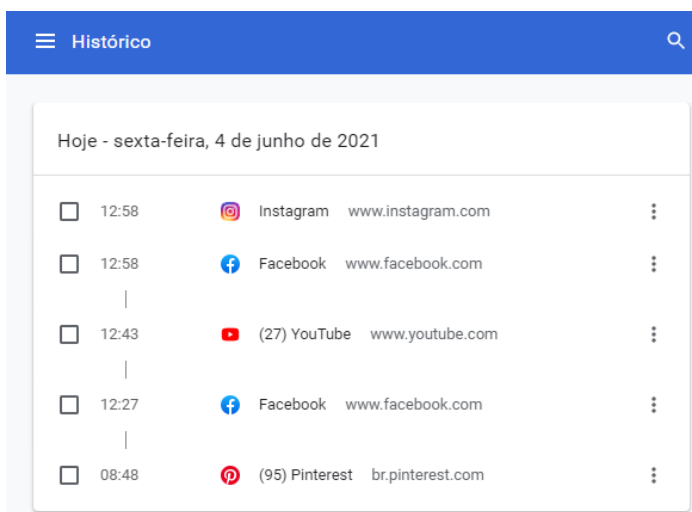 Histórico
Hoje - sexta-feira, 4 de junho de 2021
12:58 Instagram www.instagram.com
12:58 Facebook www.facebook.com
12:43 (27) YouTube www.youtube.com
12:27 Facebook www.facebook.com
08:48 (95) Pinterest br.pinterest.com